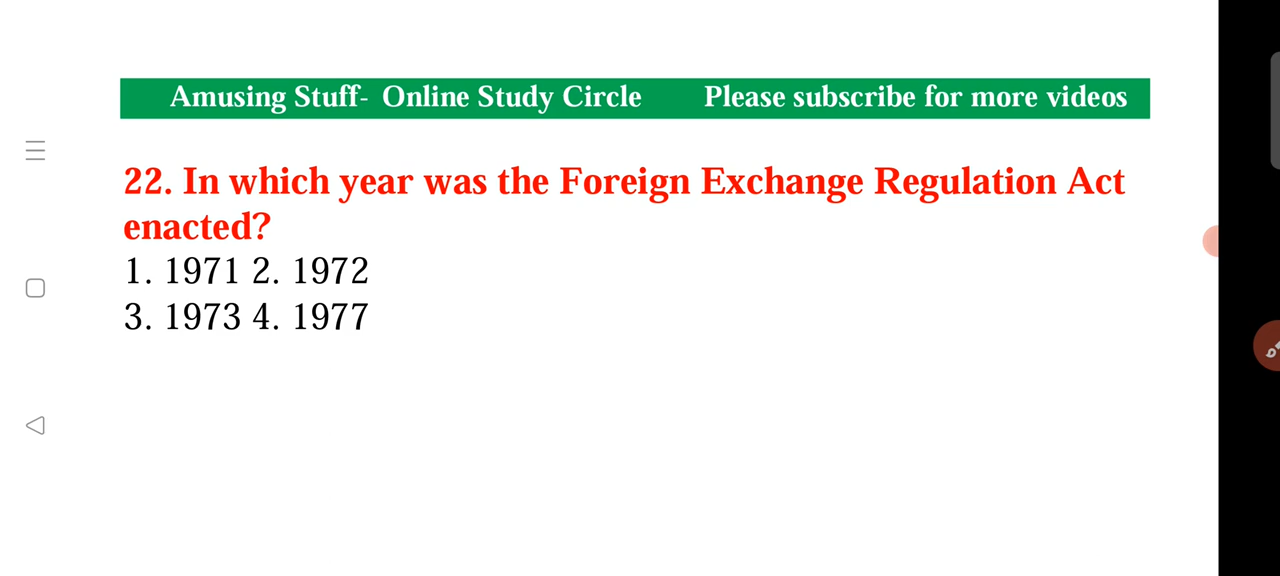 Amusing Stuff- Online Study Circle Please subscribe for more videos
22. In which year was the Foreign Exchange Regulation Act
enacted?
1. 1971 2. 1972
3. 1973 4. 1977